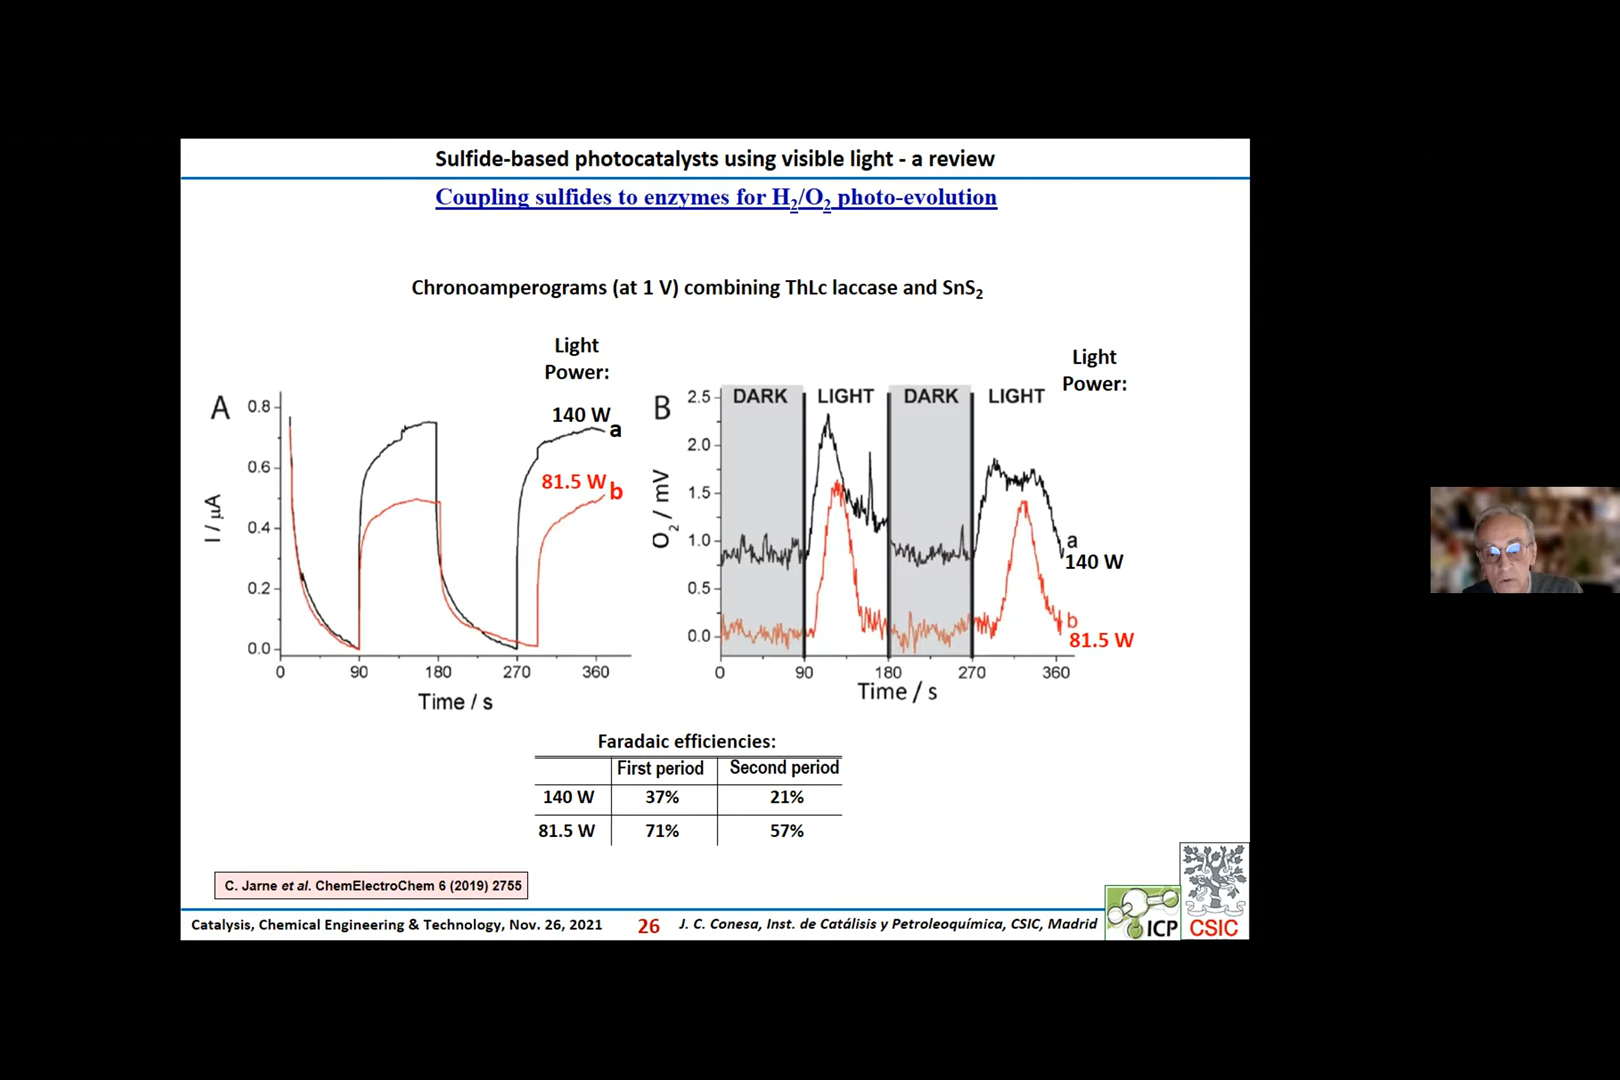 Sulfide-based photocatalysts using visible light - a review
Coupling sulfides to enzymes for H2/O2 photo-evolution
Chronoamperograms (at 1 V) combining ThLc laccase and SnS2
Light
Power:
A
0.8
0.6
0.4
0.2
0.0
I / μA
0 90 180 270 360
Time / s
140 W
a
81.5 W
b
Light
Power:
B
DARK LIGHT DARK LIGHT
2.5
2.0
1.5
1.0
0.5
0.0
O2 / mV
0 90 180 270 360
Time / s
a
140 W
b
81.5 W
Faradaic efficiencies:
First period Second period
140 W 37% 21%
81.5 W 71% 57%
C. Jarne et al. ChemElectroChem 6 (2019) 2755
Catalysis, Chemical Engineering & Technology, Nov. 26, 2021 26 J. C. Conesa, Inst. de Catálisis y Petroleoquímica, CSIC, Madrid
ICP
CSIC